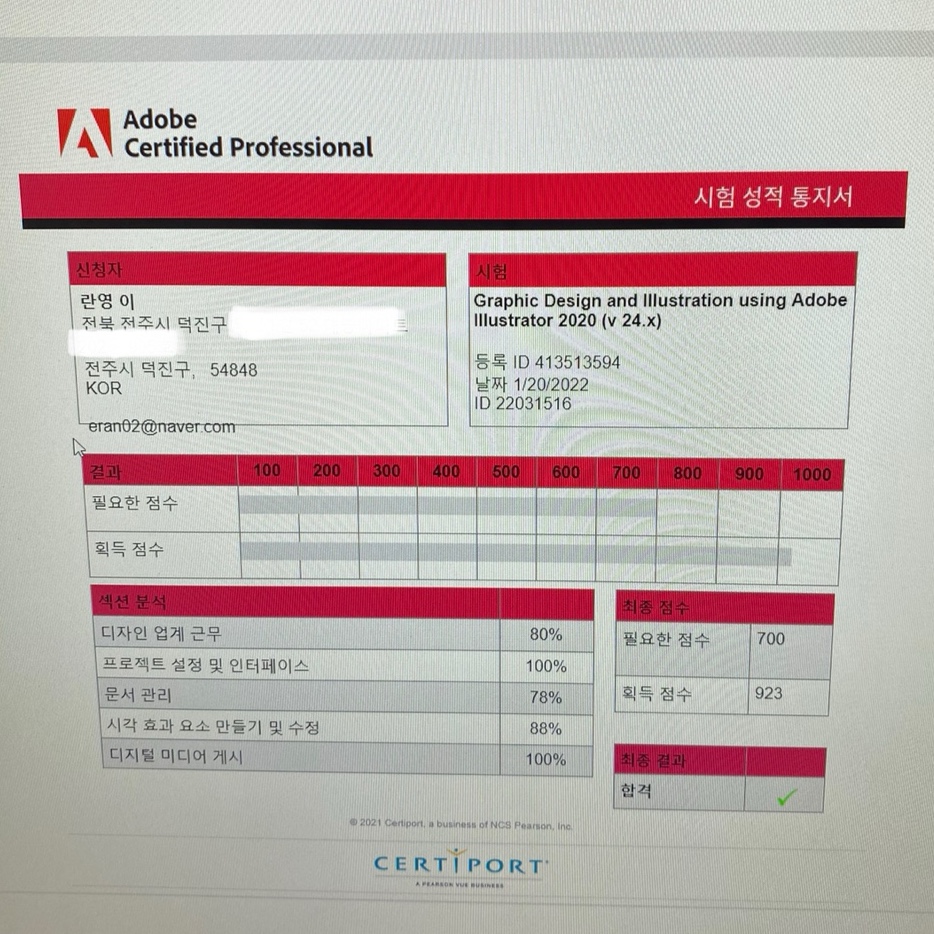 Adobe
Certified Professional
시험 성적 통지서
신청자
란영 이
전북 전주시 덕진구
전주시 덕진구, 54848
KOR
eran02@naver.com
시험
Graphic Design and Illustration using Adobe
Illustrator 2020 (v 24.x)
등록 ID 413513594
날짜 1/20/2022
ID 22031516
결과 100 200 300 400 500 600 700 800 900 1000
필요한 점수
획득 점수
섹션 분석
디자인 업계 근무 80%
프로젝트 설정 및 인터페이스 100%
문서 관리 78%
시각 효과 요소 만들기 및 수정 88%
디지털 미디어 게시 100%
최종 점수
필요한 점수 700
획득 점수 923
최종 결과
합격
© 2021 Certiport, a business of NCS Pearson, Inc.
CERTIPORT
A PEARSON VUE BUSINESS